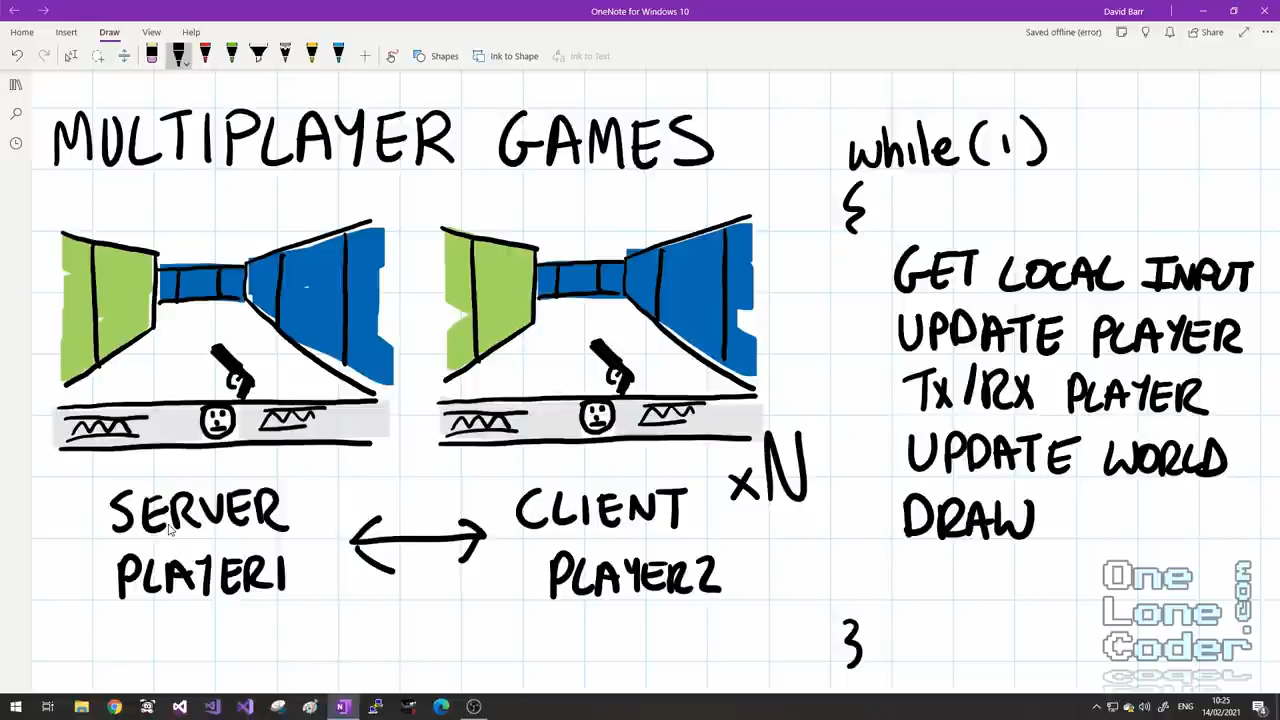 OneNote for Windows 10
David Barr
Home Insert Draw View Help
Saved offline (error)
Share
Shapes
Ink to Shape
Ink to Text
MULTIPLAYER GAMES
SERVER
PLAYER1
CLIENT
PLAYER2
xN
while(1)
{
GET LOCAL INPUT
UPDATE PLAYER
TX/RX PLAYER
UPDATE WORLD
DRAW
}
One
Lone
Coder
.com
10:25
14/02/2021